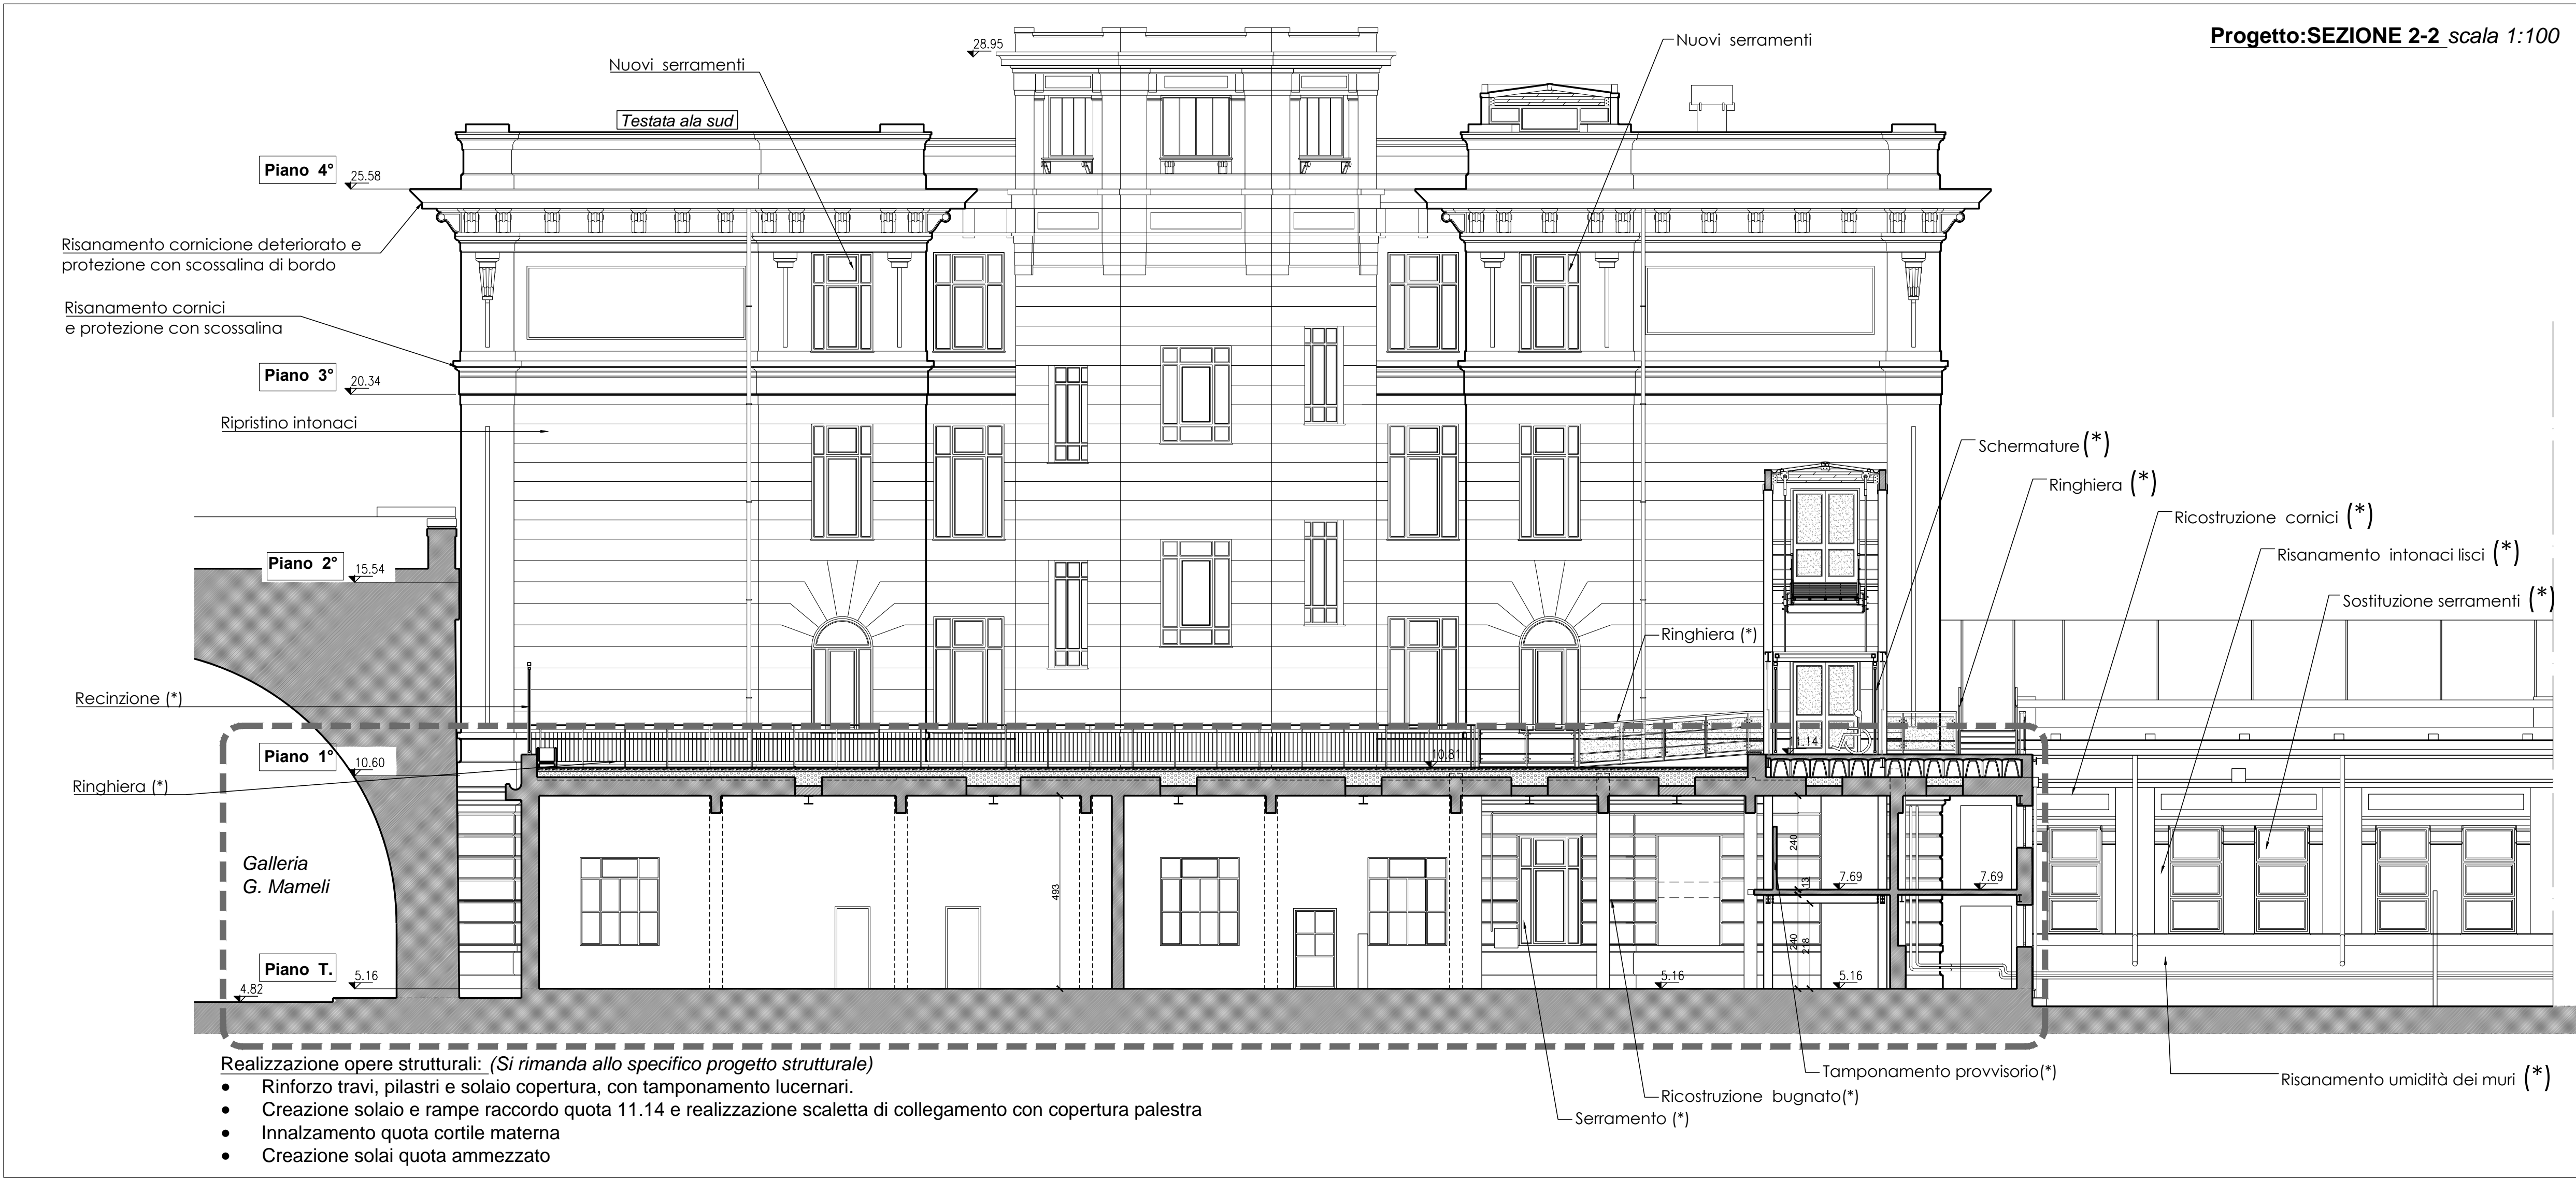 Progetto:SEZIONE 2-2 scala 1:100
28.95
Nuovi serramenti
Nuovi serramenti
Testata ala sud
Piano 4°
25.58
Risanamento cornicione deteriorato e
protezione con scossalina di bordo
Risanamento cornici
e protezione con scossalina
Piano 3°
20.34
Ripristino intonaci
Schermature(*)
Ringhiera (*)
Ricostruzione cornici (*)
Risanamento intonaci lisci (*)
Sostituzione serramenti (*)
Piano 2°
15.54
Ringhiera (*)
Recinzione (*)
Piano 1°
10.60
10.81
11.14
Ringhiera (*)
Galleria
G. Mameli
493
240
13
7.69
7.69
240
218
Piano T.
5.16
4.82
5.16
5.16
Tamponamento provvisorio(*)
Ricostruzione bugnato(*)
Serramento (*)
Risanamento umidità dei muri (*)
Realizzazione opere strutturali: (Si rimanda allo specifico progetto strutturale)
• Rinforzo travi, pilastri e solaio copertura, con tamponamento lucernari.
• Creazione solaio e rampe raccordo quota 11.14 e realizzazione scaletta di collegamento con copertura palestra
• Innalzamento quota cortile materna
• Creazione solai quota ammezzato